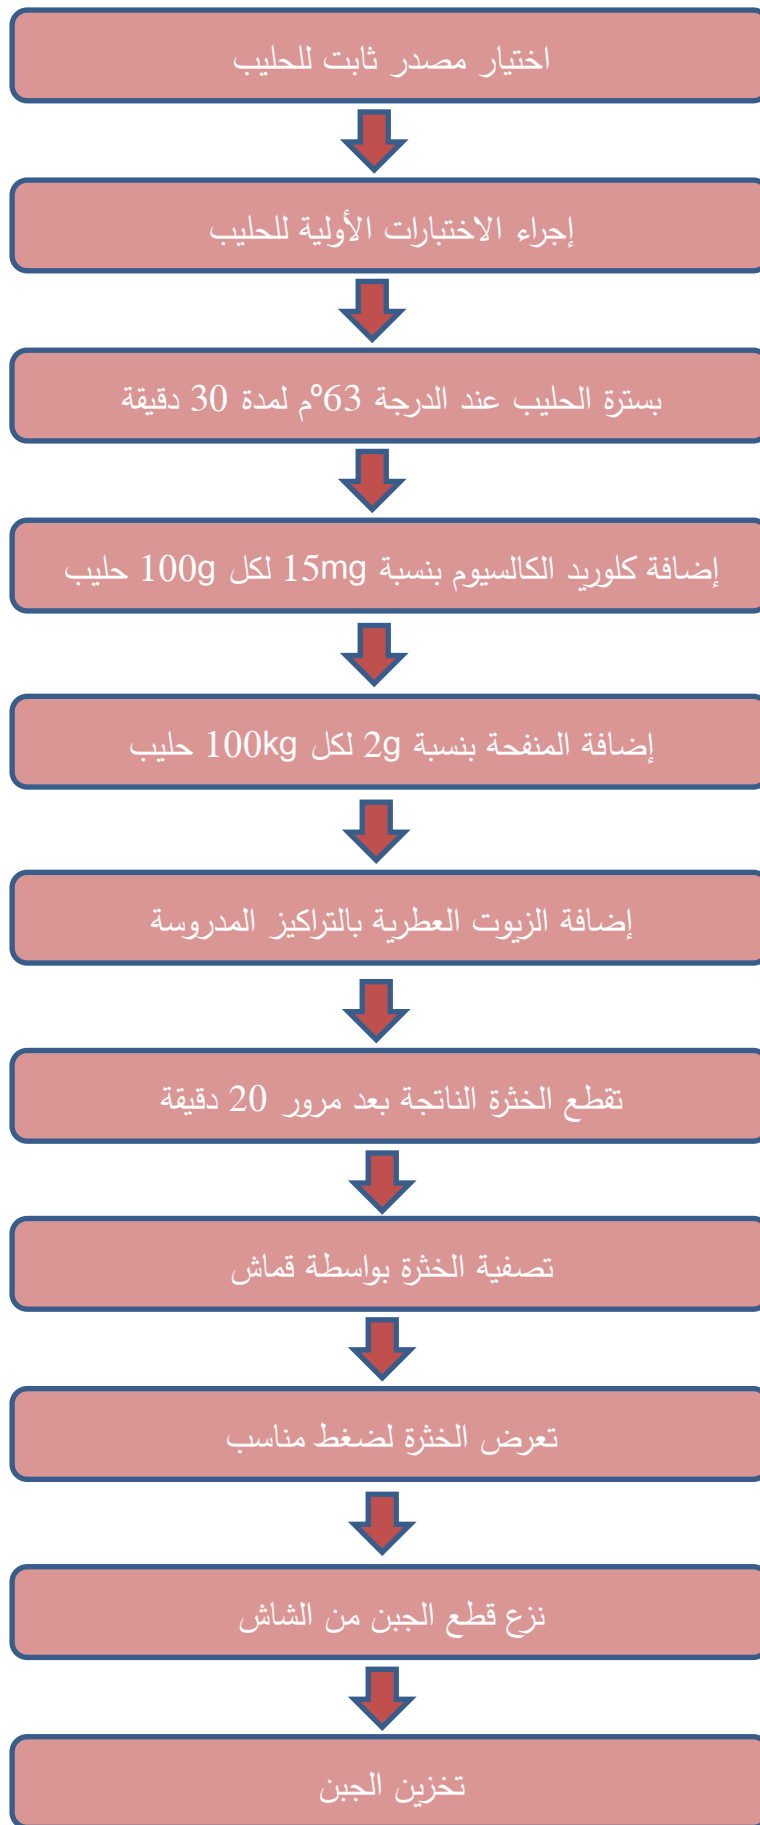 اختيار مصدر ثابت للحليب
إجراء الاختبارات الأولية للحليب
بسترة الحليب عند الدرجة 63ºم لمدة 30 دقيقة
إضافة كلوريد الكالسيوم بنسبة 15mg لكل 100g حليب
إضافة المنفحة بنسبة 2g لكل 100kg حليب
إضافة الزيوت العطرية بالتراكيز المدروسة
تقطع الخثرة الناتجة بعد مرور 20 دقيقة
تصفية الخثرة بواسطة قماش
تعرض الخثرة لضغط مناسب
نزع قطع الجبن من الشاش
تخزين الجبن